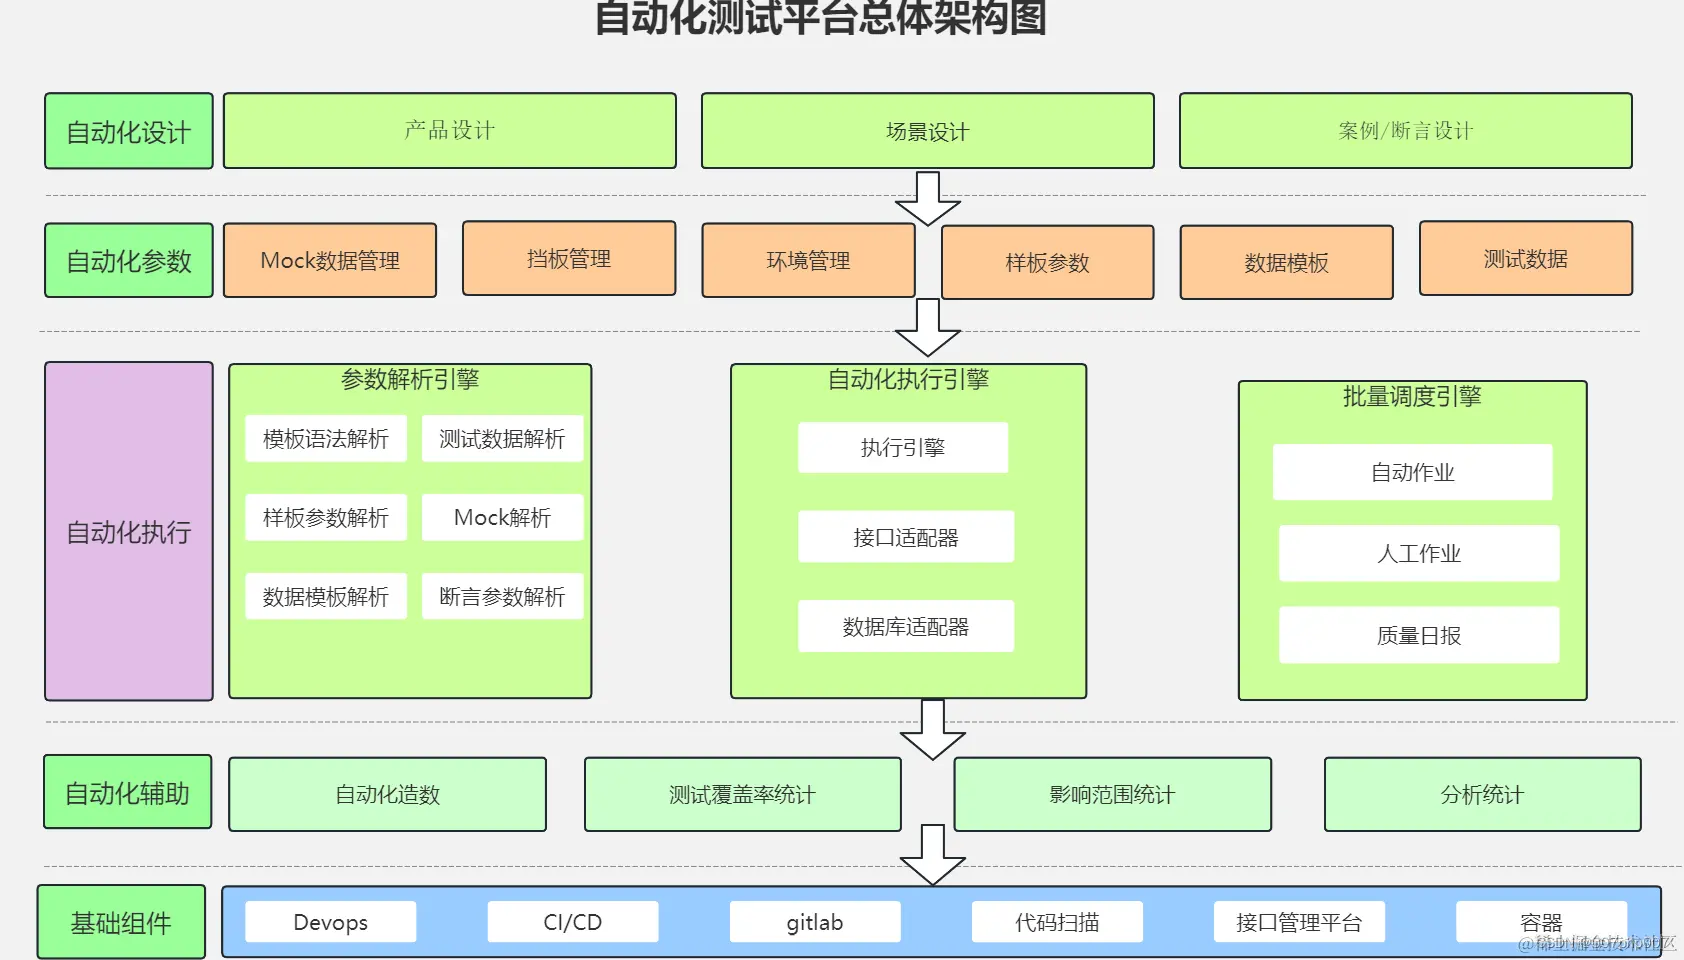 自动化测试平台总体架构图
自动化设计
产品设计
场景设计
案例/断言设计
自动化参数
Mock数据管理
挡板管理
环境管理
样板参数
数据模板
测试数据
自动化执行
参数解析引擎
模板语法解析
测试数据解析
样板参数解析
Mock解析
数据模板解析
断言参数解析
自动化执行引擎
执行引擎
接口适配器
数据库适配器
批量调度引擎
自动作业
人工作业
质量日报
自动化辅助
自动化造数
测试覆盖率统计
影响范围统计
分析统计
基础组件
Devops
CI/CD
gitlab
代码扫描
接口管理平台
容器